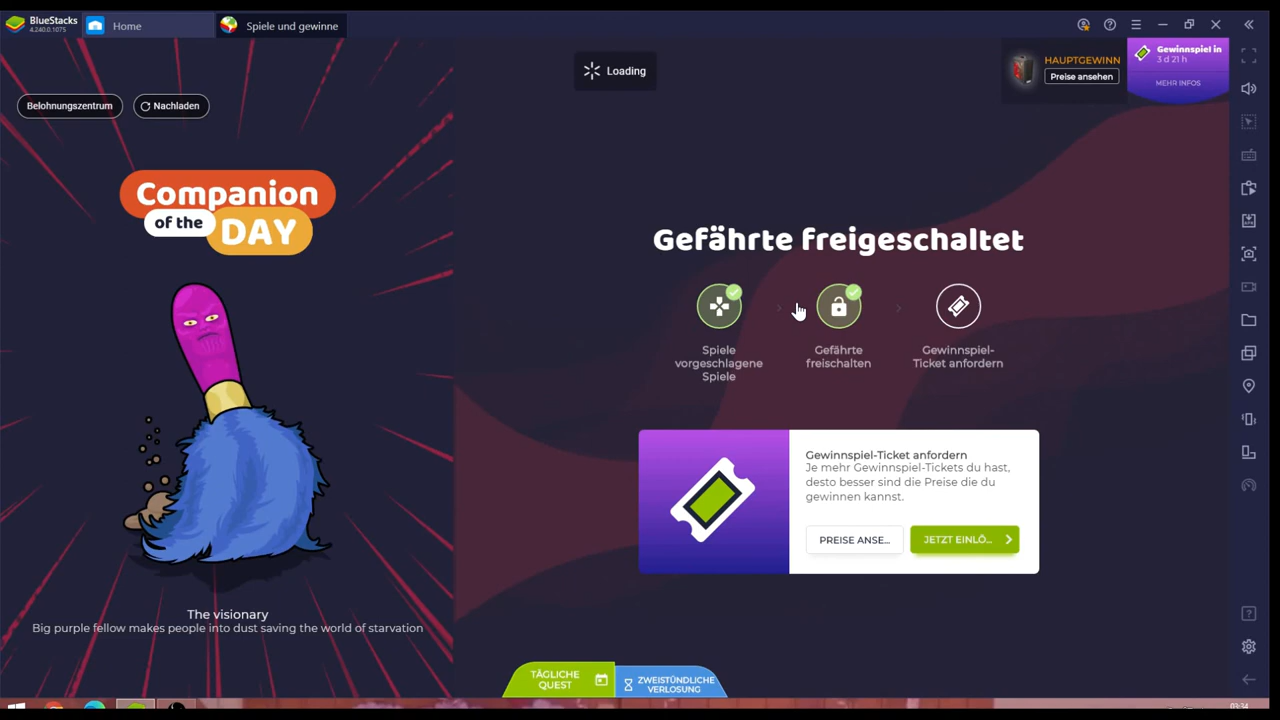 BlueStacks
4.240.0.1075
Home
Spiele und gewinne
Loading
HAUPTGEWINN
Preise ansehen
Gewinnspiel in
3 d 21 h
MEHR INFOS
Belohnungszentrum
Nachladen
Companion
of the
DAY
Gefährte freigeschaltet
Spiele
vorgeschlagene
Spiele
Gefährte
freischalten
Gewinnspiel-
Ticket anfordern
Gewinnspiel-Ticket anfordern
Je mehr Gewinnspiel-Tickets du hast,
desto besser sind die Preise die du
gewinnen kannst.
PREISE ANSE...
JETZT EINLÖ...
The visionary
Big purple fellow makes people into dust saving the world of starvation
TÄGLICHE
QUEST
ZWEISTÜNDLICHE
VERLOSUNG
03:34